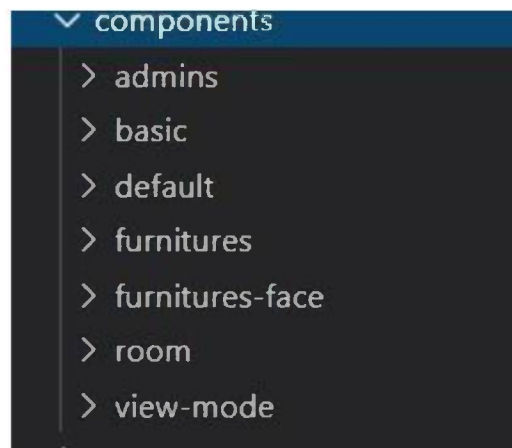 components
admins
basic
default
furnitures
furnitures-face
room
view-mode